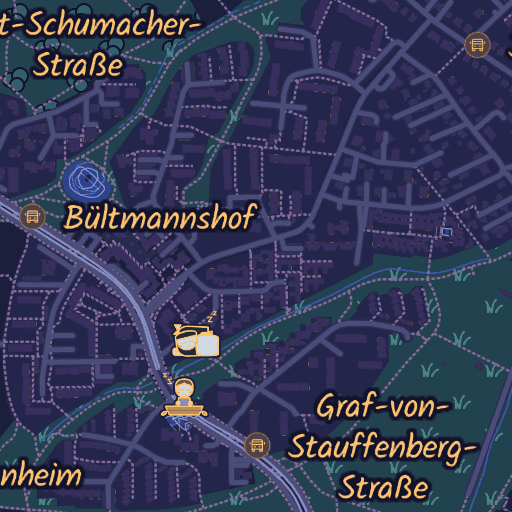 t-Schumacher-
Straße
Bültmannshof
z z
z z
Graf-von-
Stauffenberg-
Straße
nheim